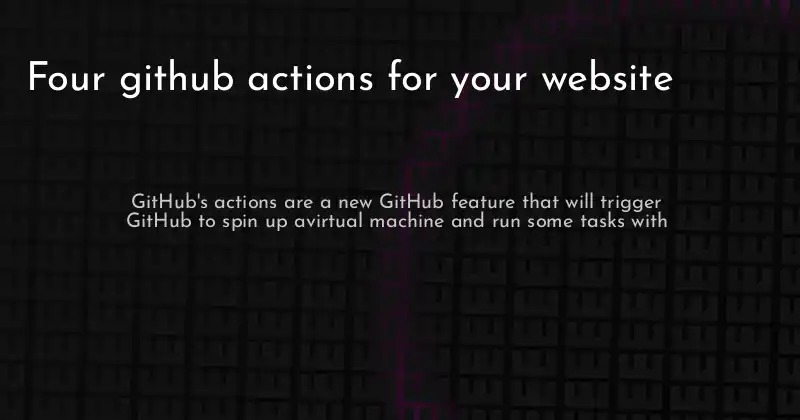 Four github actions for your website
GitHub's actions are a new GitHub feature that will trigger
GitHub to spin up avirtual machine and run some tasks with